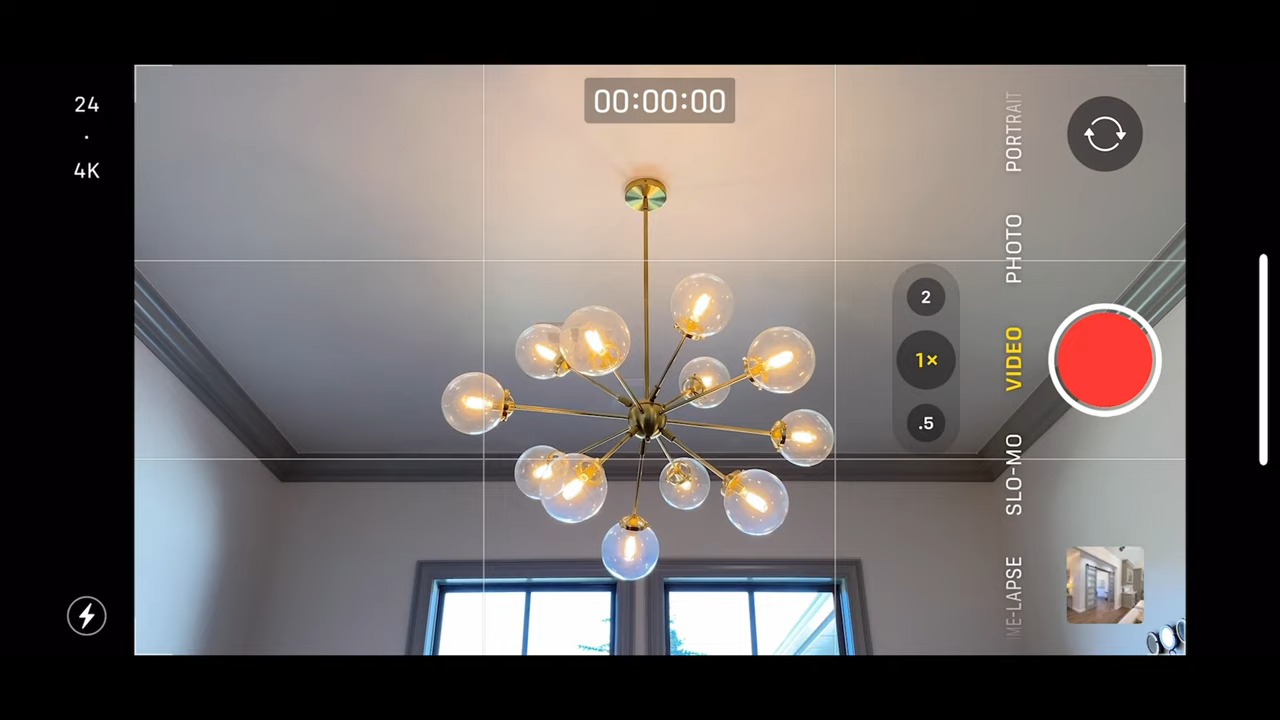 24
·
4K
00:00:00
PORTRAIT
PHOTO
VIDEO
SLO-MO
ME-LAPSE
2
1×
.5